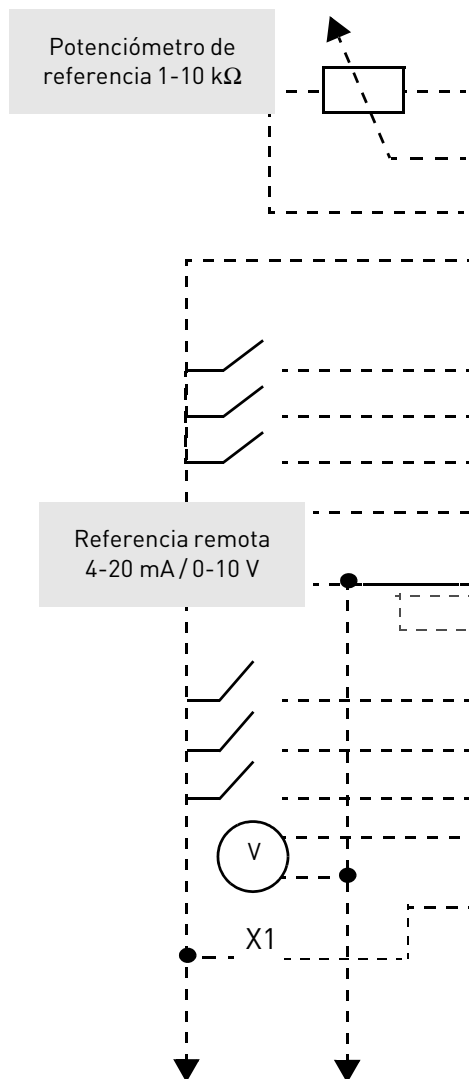 Potenciómetro de
referencia 1-10 kΩ
Referencia remota
4-20 mA / 0-10 V
V
X1